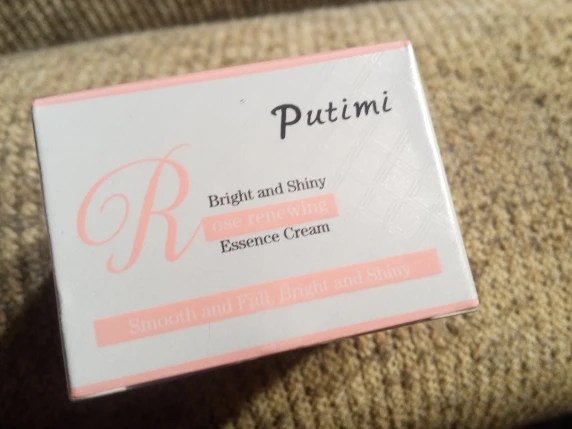 Putimi
Bright and Shiny
Rose renewing
Essence Cream
Smooth and Full, Bright and Shiny